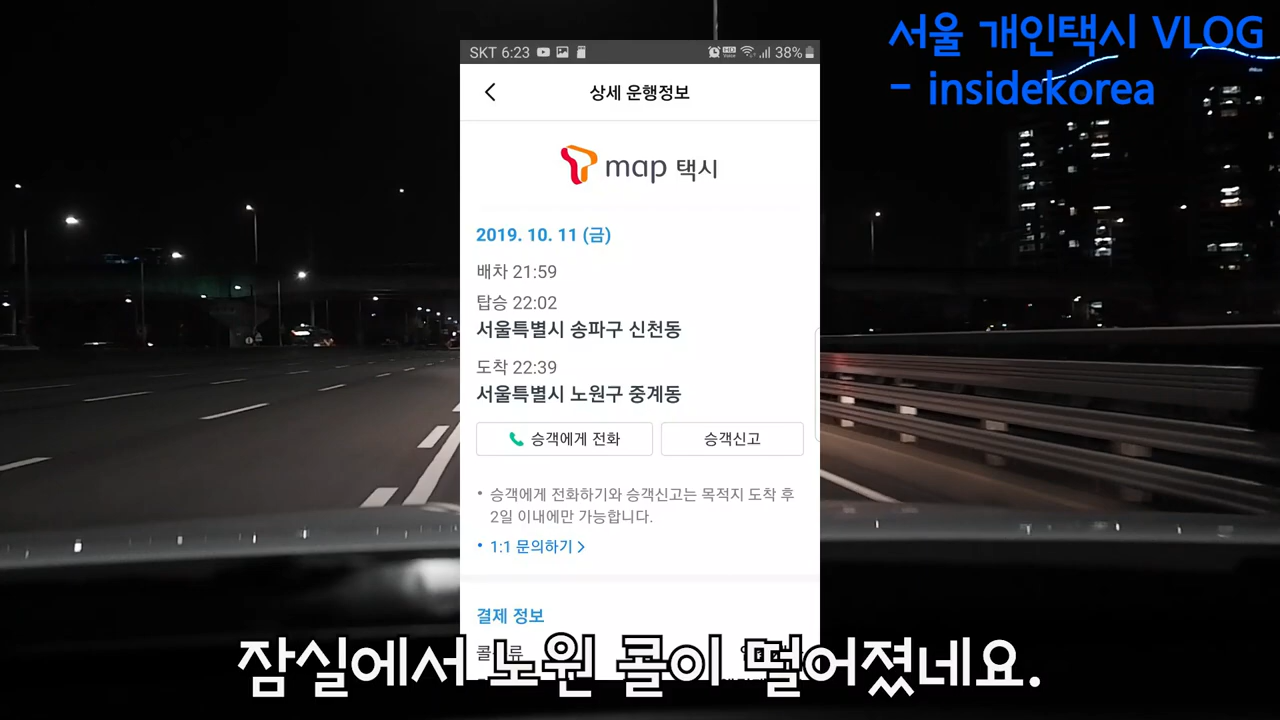 서울 개인택시 VLOG
- insidekorea
SKT 6:23 38%
상세 운행정보
map 택시
2019. 10. 11 (금)
배차 21:59
탑승 22:02
서울특별시 송파구 신천동
도착 22:39
서울특별시 노원구 중계동
승객에게 전화 승객신고
• 승객에게 전화하기와 승객신고는 목적지 도착 후
2일 이내에만 가능합니다.
• 1:1 문의하기 >
결제 정보
잠실에서 노원 콜이 떨어졌네요.